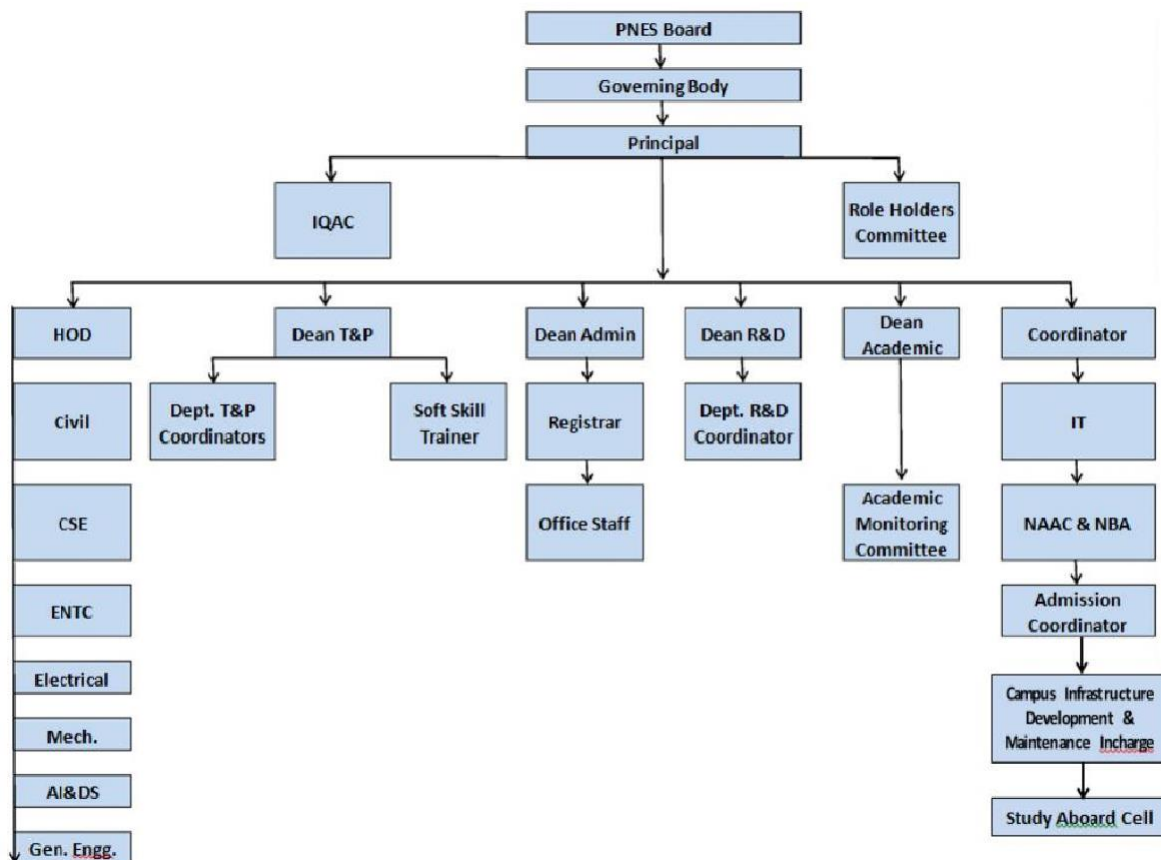 PNES Board
Governing Body
Principal
IQAC
Role Holders
Committee
HOD
Dean T&P
Dean Admin
Dean R&D
Dean
Academic
Coordinator
Civil
Dept. T&P
Coordinators
Soft Skill
Trainer
Registrar
Dept. R&D
Coordinator
IT
CSE
Office Staff
Academic
Monitoring
Committee
NAAC & NBA
ENTC
Admission
Coordinator
Electrical
Campus Infrastructure
Development &
Maintenance Incharge
Mech.
AI&DS
Study Aboard Cell
Gen. Engg.